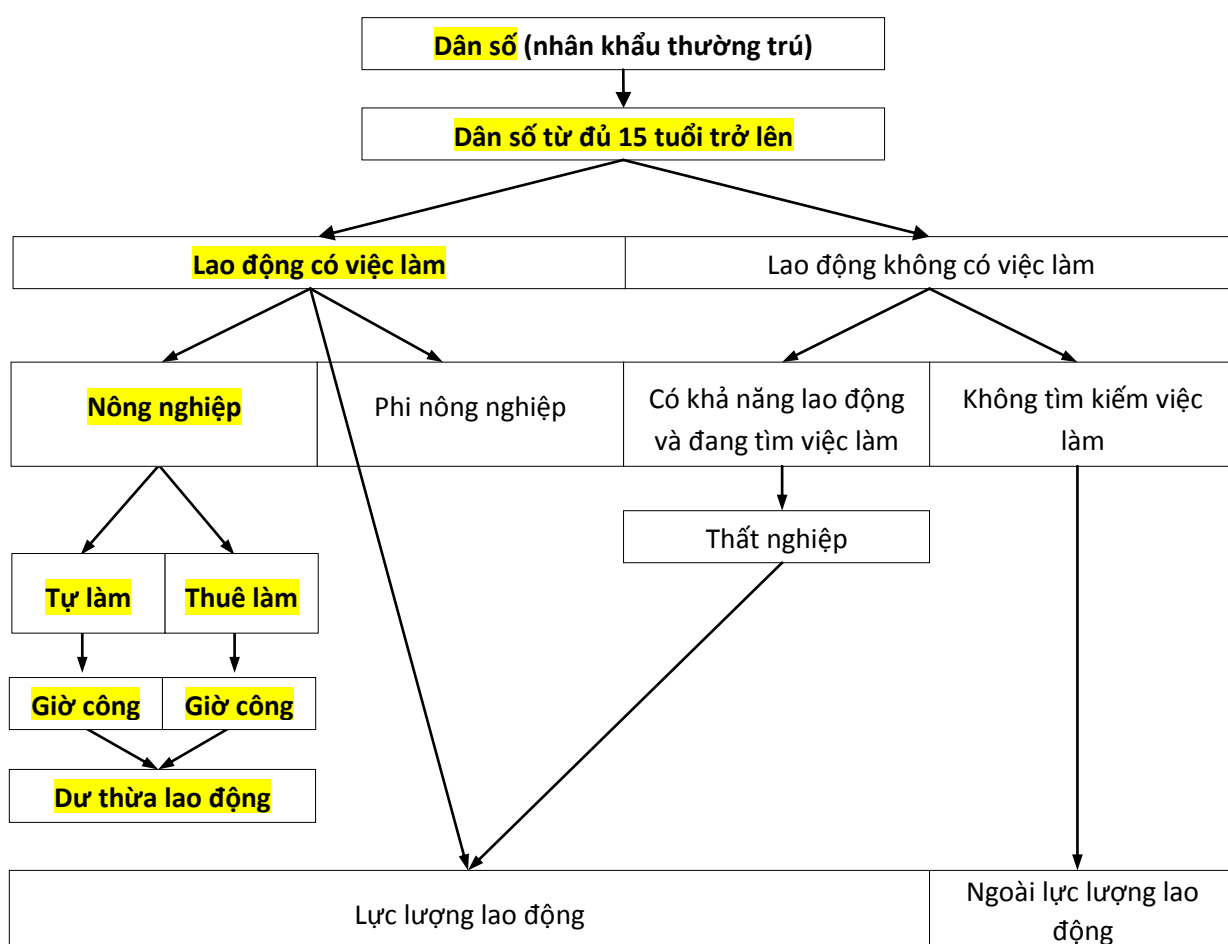 Dân số (nhân khẩu thường trú)
Dân số từ đủ 15 tuổi trở lên
Lao động có việc làm
Lao động không có việc làm
Nông nghiệp
Phi nông nghiệp
Có khả năng lao động
và đang tìm việc làm
Không tìm kiếm việc
làm
Thất nghiệp
Tự làm
Thuê làm
Giờ công
Giờ công
Dư thừa lao động
Lực lượng lao động
Ngoài lực lượng lao
động